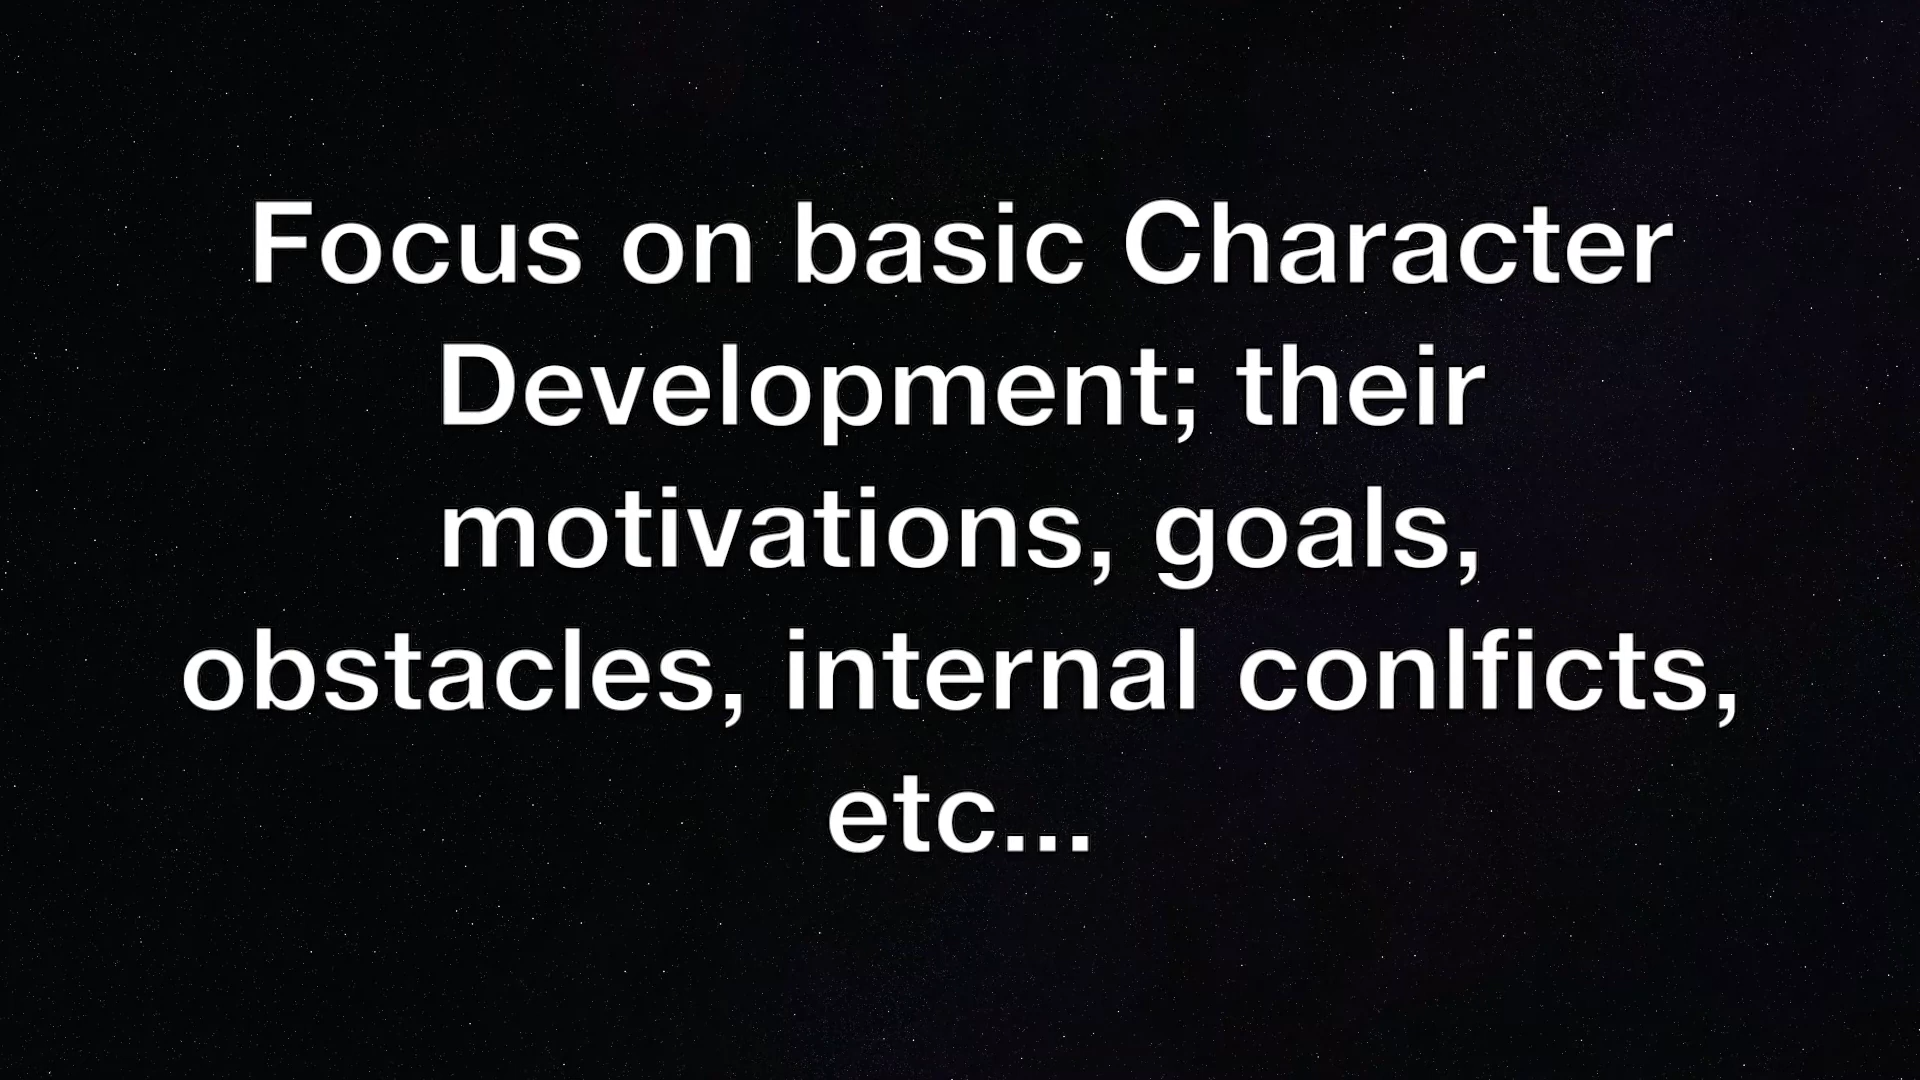 Focus on basic Character
Development; their
motivations, goals,
obstacles, internal conlficts,
etc...